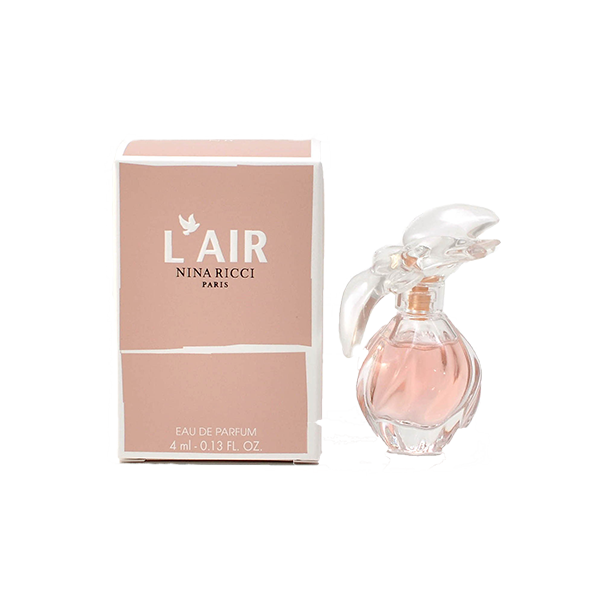 L'AIR
NINA RICCI
PARIS
EAU DE PARFUM
4 ml - 0.13 FL. OZ.